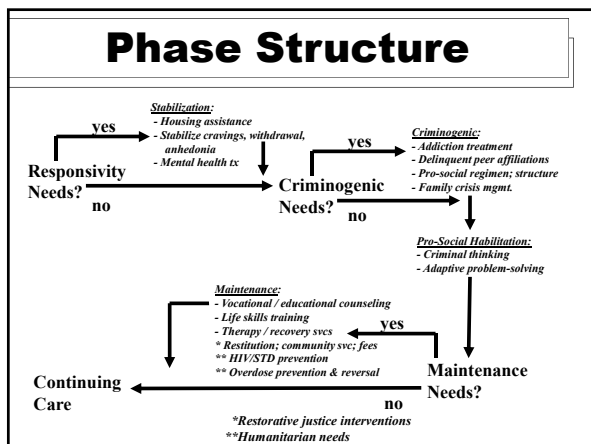 Phase Structure
Stabilization:
- Housing assistance
- Stabilize cravings, withdrawal,
anhedonia
- Mental health tx
yes
Responsivity
Needs?
no
Criminogenic:
- Addiction treatment
- Delinquent peer affiliations
- Pro-social regimen; structure
- Family crisis mgmt.
yes
Criminogenic
Needs?
no
Pro-Social Habilitation:
- Criminal thinking
- Adaptive problem-solving
Maintenance:
- Vocational / educational counseling
- Life skills training
- Therapy / recovery svcs
* Restitution; community svc; fees
** HIV/STD prevention
** Overdose prevention & reversal
yes
Maintenance
Needs?
no
Continuing
Care
*Restorative justice interventions
**Humanitarian needs